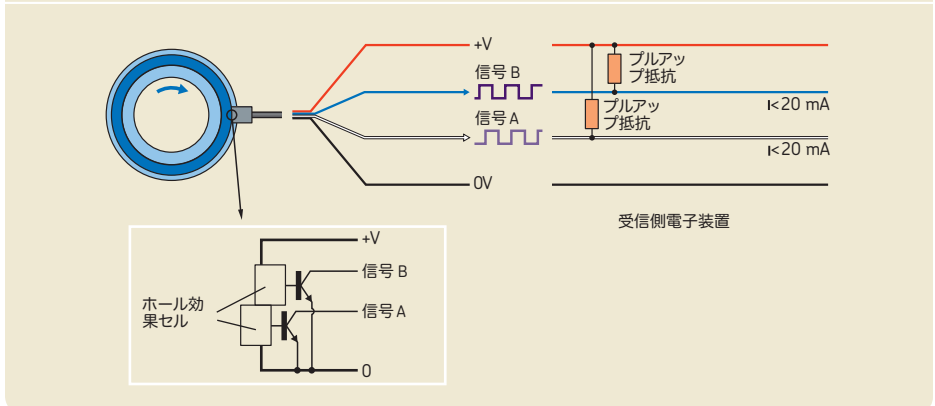 +V
信号 B
信号 A
0V
プルアッ
プ抵抗
プルアッ
プ抵抗
I<20 mA
I<20 mA
受信側電子装置
+V
信号 B
信号 A
0
ホール効
果セル